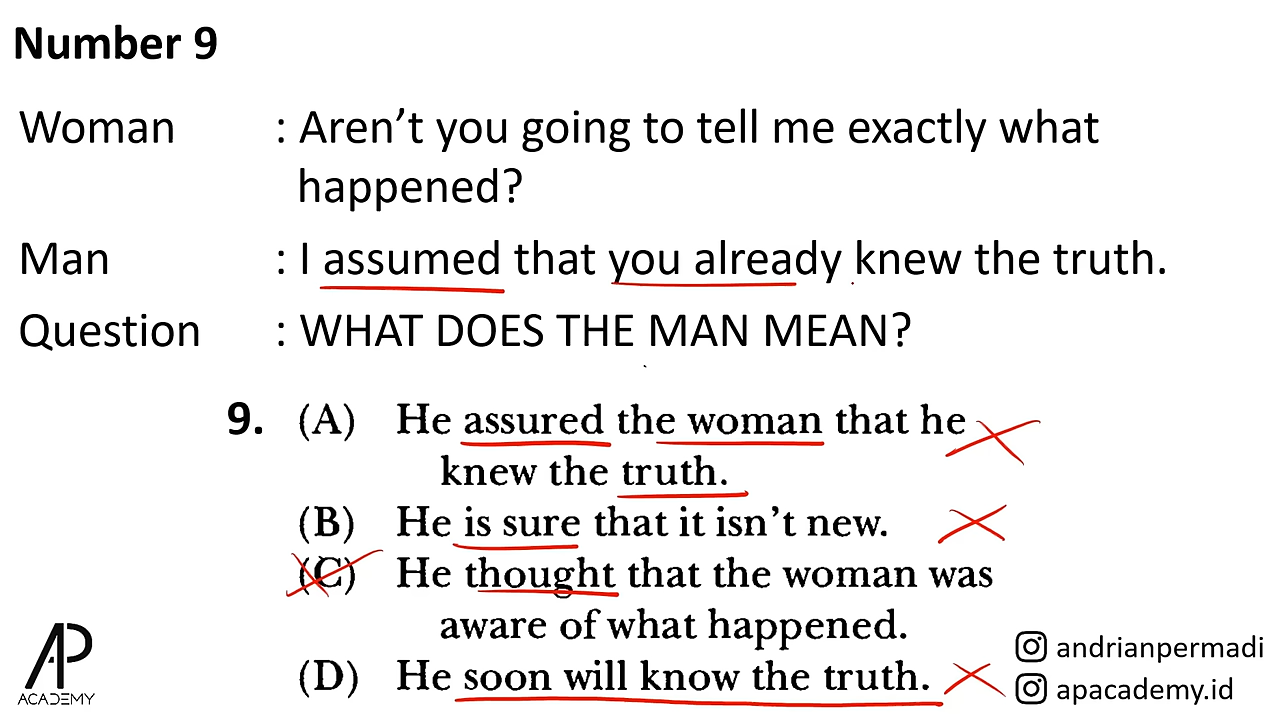 Number 9
Woman : Aren’t you going to tell me exactly what
happened?
Man : I assumed that you already knew the truth.
Question : WHAT DOES THE MAN MEAN?
9. (A) He assured the woman that he
knew the truth.
(B) He is sure that it isn’t new.
(C) He thought that the woman was
aware of what happened.
(D) He soon will know the truth.
AP
ACADEMY
andrianpermadi
apacademy.id